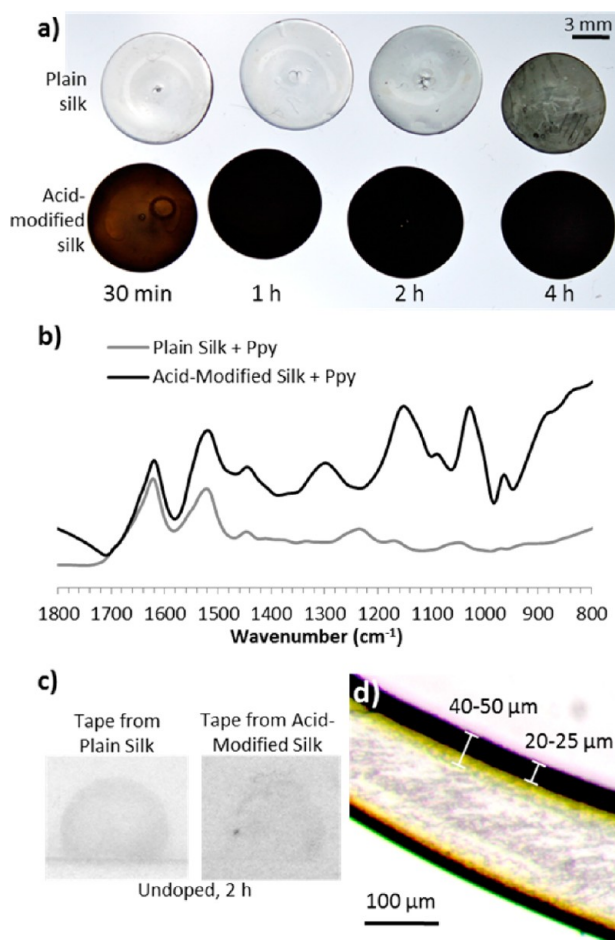 a)
3 mm
Plain
silk
Acid-
modified
silk
30 min
1 h
2 h
4 h
b)
Plain Silk + Ppy
Acid-Modified Silk + Ppy
1800 1700 1600 1500 1400 1300 1200 1100 1000 900 800
Wavenumber (cm⁻¹)
c)
Tape from
Plain Silk
Tape from Acid-
Modified Silk
Undoped, 2 h
d)
40-50 µm
20-25 µm
100 µm